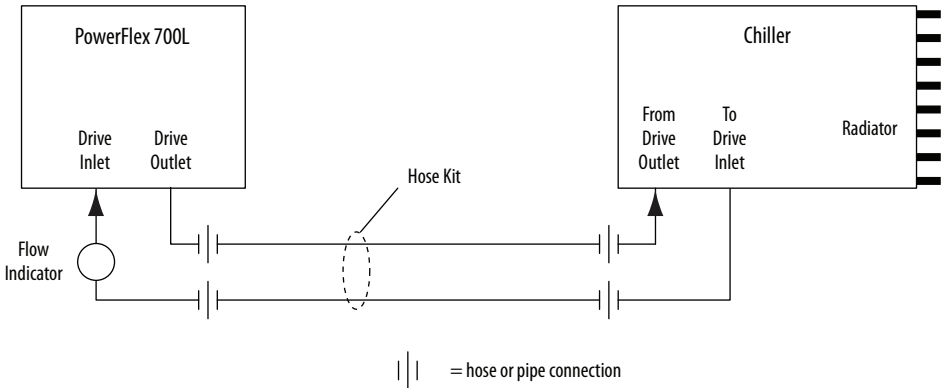 PowerFlex 700L
Drive
Inlet
Drive
Outlet
Flow
Indicator
Hose Kit
Chiller
From
Drive
Outlet
To
Drive
Inlet
Radiator
= hose or pipe connection